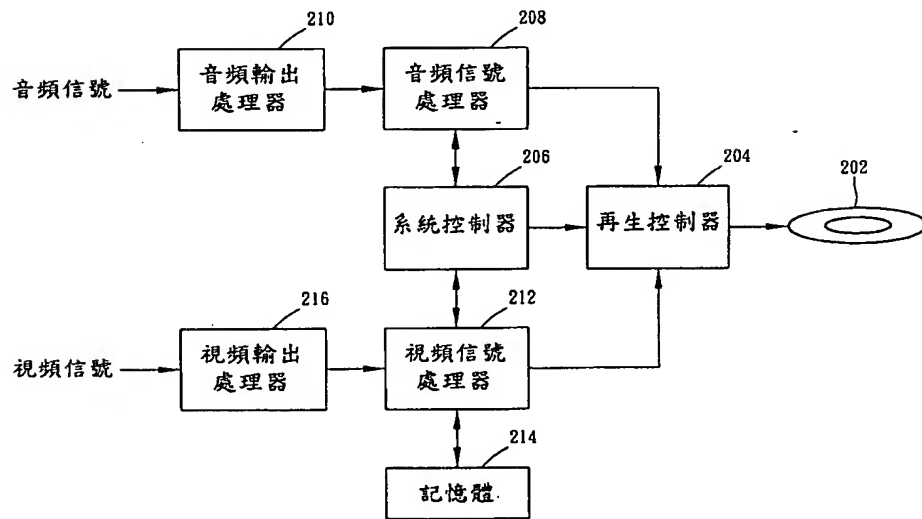 210
208
音頻信號
音頻輸出
處理器
音頻信號
處理器
206
204
202
系統控制器
再生控制器
216
212
視頻信號
視頻輸出
處理器
視頻信號
處理器
214
記憶體